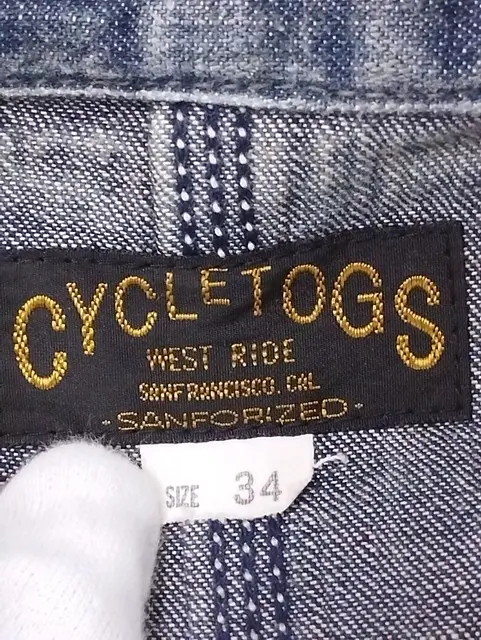 CYCLETOGS
WEST RIDE
SANFRANCISCO. CAL
·SANFORIZED·
SIZE 34